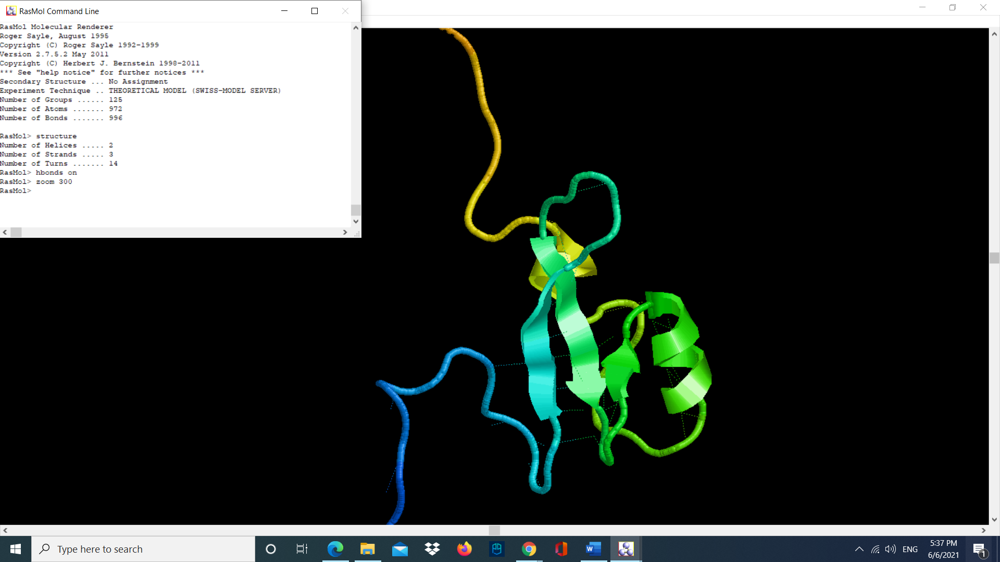 RasMol Command Line
RasMol Molecular Renderer
Roger Sayle, August 1995
Copyright (C) Roger Sayle 1992-1999
Version 2.7.5.2 May 2011
Copyright (C) Herbert J. Bernstein 1998-2011
*** See "help notice" for further notices ***
Secondary Structure ... No Assignment
Experiment Technique .. THEORETICAL MODEL (SWISS-MODEL SERVER)
Number of Groups ...... 125
Number of Atoms ....... 972
Number of Bonds ....... 996
RasMol> structure
Number of Helices ..... 2
Number of Strands ..... 3
Number of Turns ....... 14
RasMol> hbonds on
RasMol> zoom 300
RasMol>
Type here to search
W
ENG
5:37 PM
6/6/2021
1